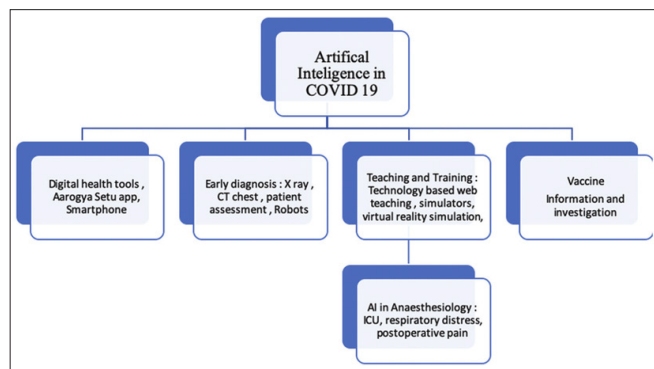 Artifical
Inteligence in
COVID 19
Digital health tools ,
Aarogya Setu app,
Smartphone
Early diagnosis : X ray ,
CT chest , patient
assessment , Robots
Teaching and Training :
Technology based web
teaching , simulators,
virtual reality simulation,
Vaccine
Information and
investigation
AI in Anaesthesiology :
ICU, respiratory distress,
postoperative pain